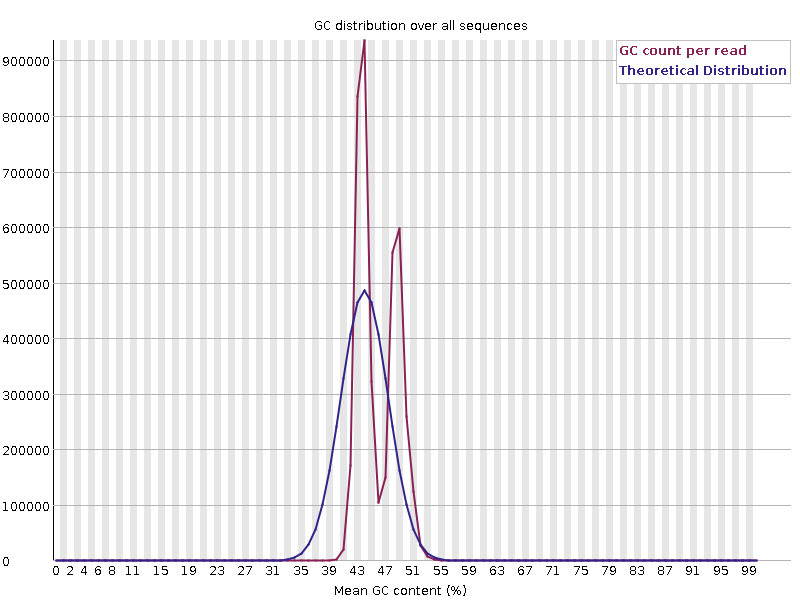 GC distribution over all sequences
GC count per read
Theoretical Distribution
900000
800000
700000
600000
500000
400000
300000
200000
100000
0
0 2 4 6 8 11 15 19 23 27 31 35 39 43 47 51 55 59 63 67 71 75 79 83 87 91 95 99
Mean GC content (%)